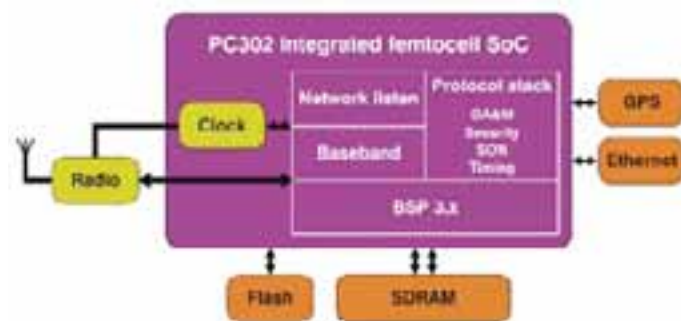 PC302 integrated femtocell SoC
Network listen
Protocol stack
OA&M
Security
SON
Timing
Clock
Baseband
BSP 3.x
Radio
GPS
Ethernet
Flash
SDRAM